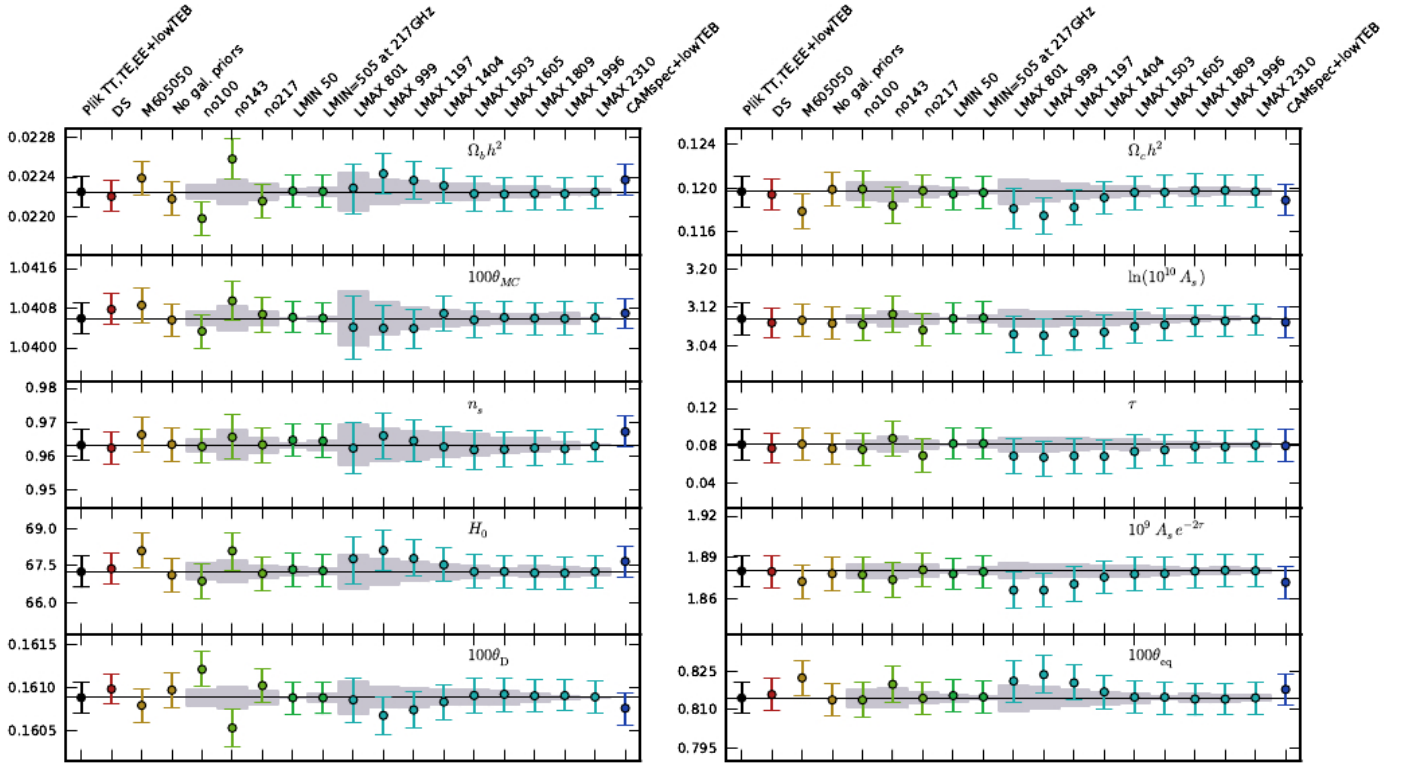 Plik TT,TE,EE+lowTEB
DS
M605050
No gal. priors
no100
no143
no217
LMIN 50
LMIN=505 at 217GHz
LMAX 801
LMAX 999
LMAX 1197
LMAX 1404
LMAX 1503
LMAX 1605
LMAX 1809
LMAX 1996
LMAX 2310
CAMspec+lowTEB
Plik TT,TE,EE+lowTEB
DS
M605050
No gal. priors
no100
no143
no217
LMIN 50
LMIN=505 at 217GHz
LMAX 801
LMAX 999
LMAX 1197
LMAX 1404
LMAX 1503
LMAX 1605
LMAX 1809
LMAX 1996
LMAX 2310
CAMspec+lowTEB
0.0228
0.0224
0.0220
Ω_b h²
1.0416
1.0408
1.0400
100θ_MC
0.98
0.97
0.96
0.95
n_s
69.0
67.5
66.0
H_0
0.1615
0.1610
0.1605
100θ_D
0.124
0.120
0.116
Ω_c h²
3.20
3.12
3.04
ln(10^10 A_s)
0.12
0.08
0.04
τ
1.92
1.89
1.86
10^9 A_s e^−2τ
0.825
0.810
0.795
100θ_eq